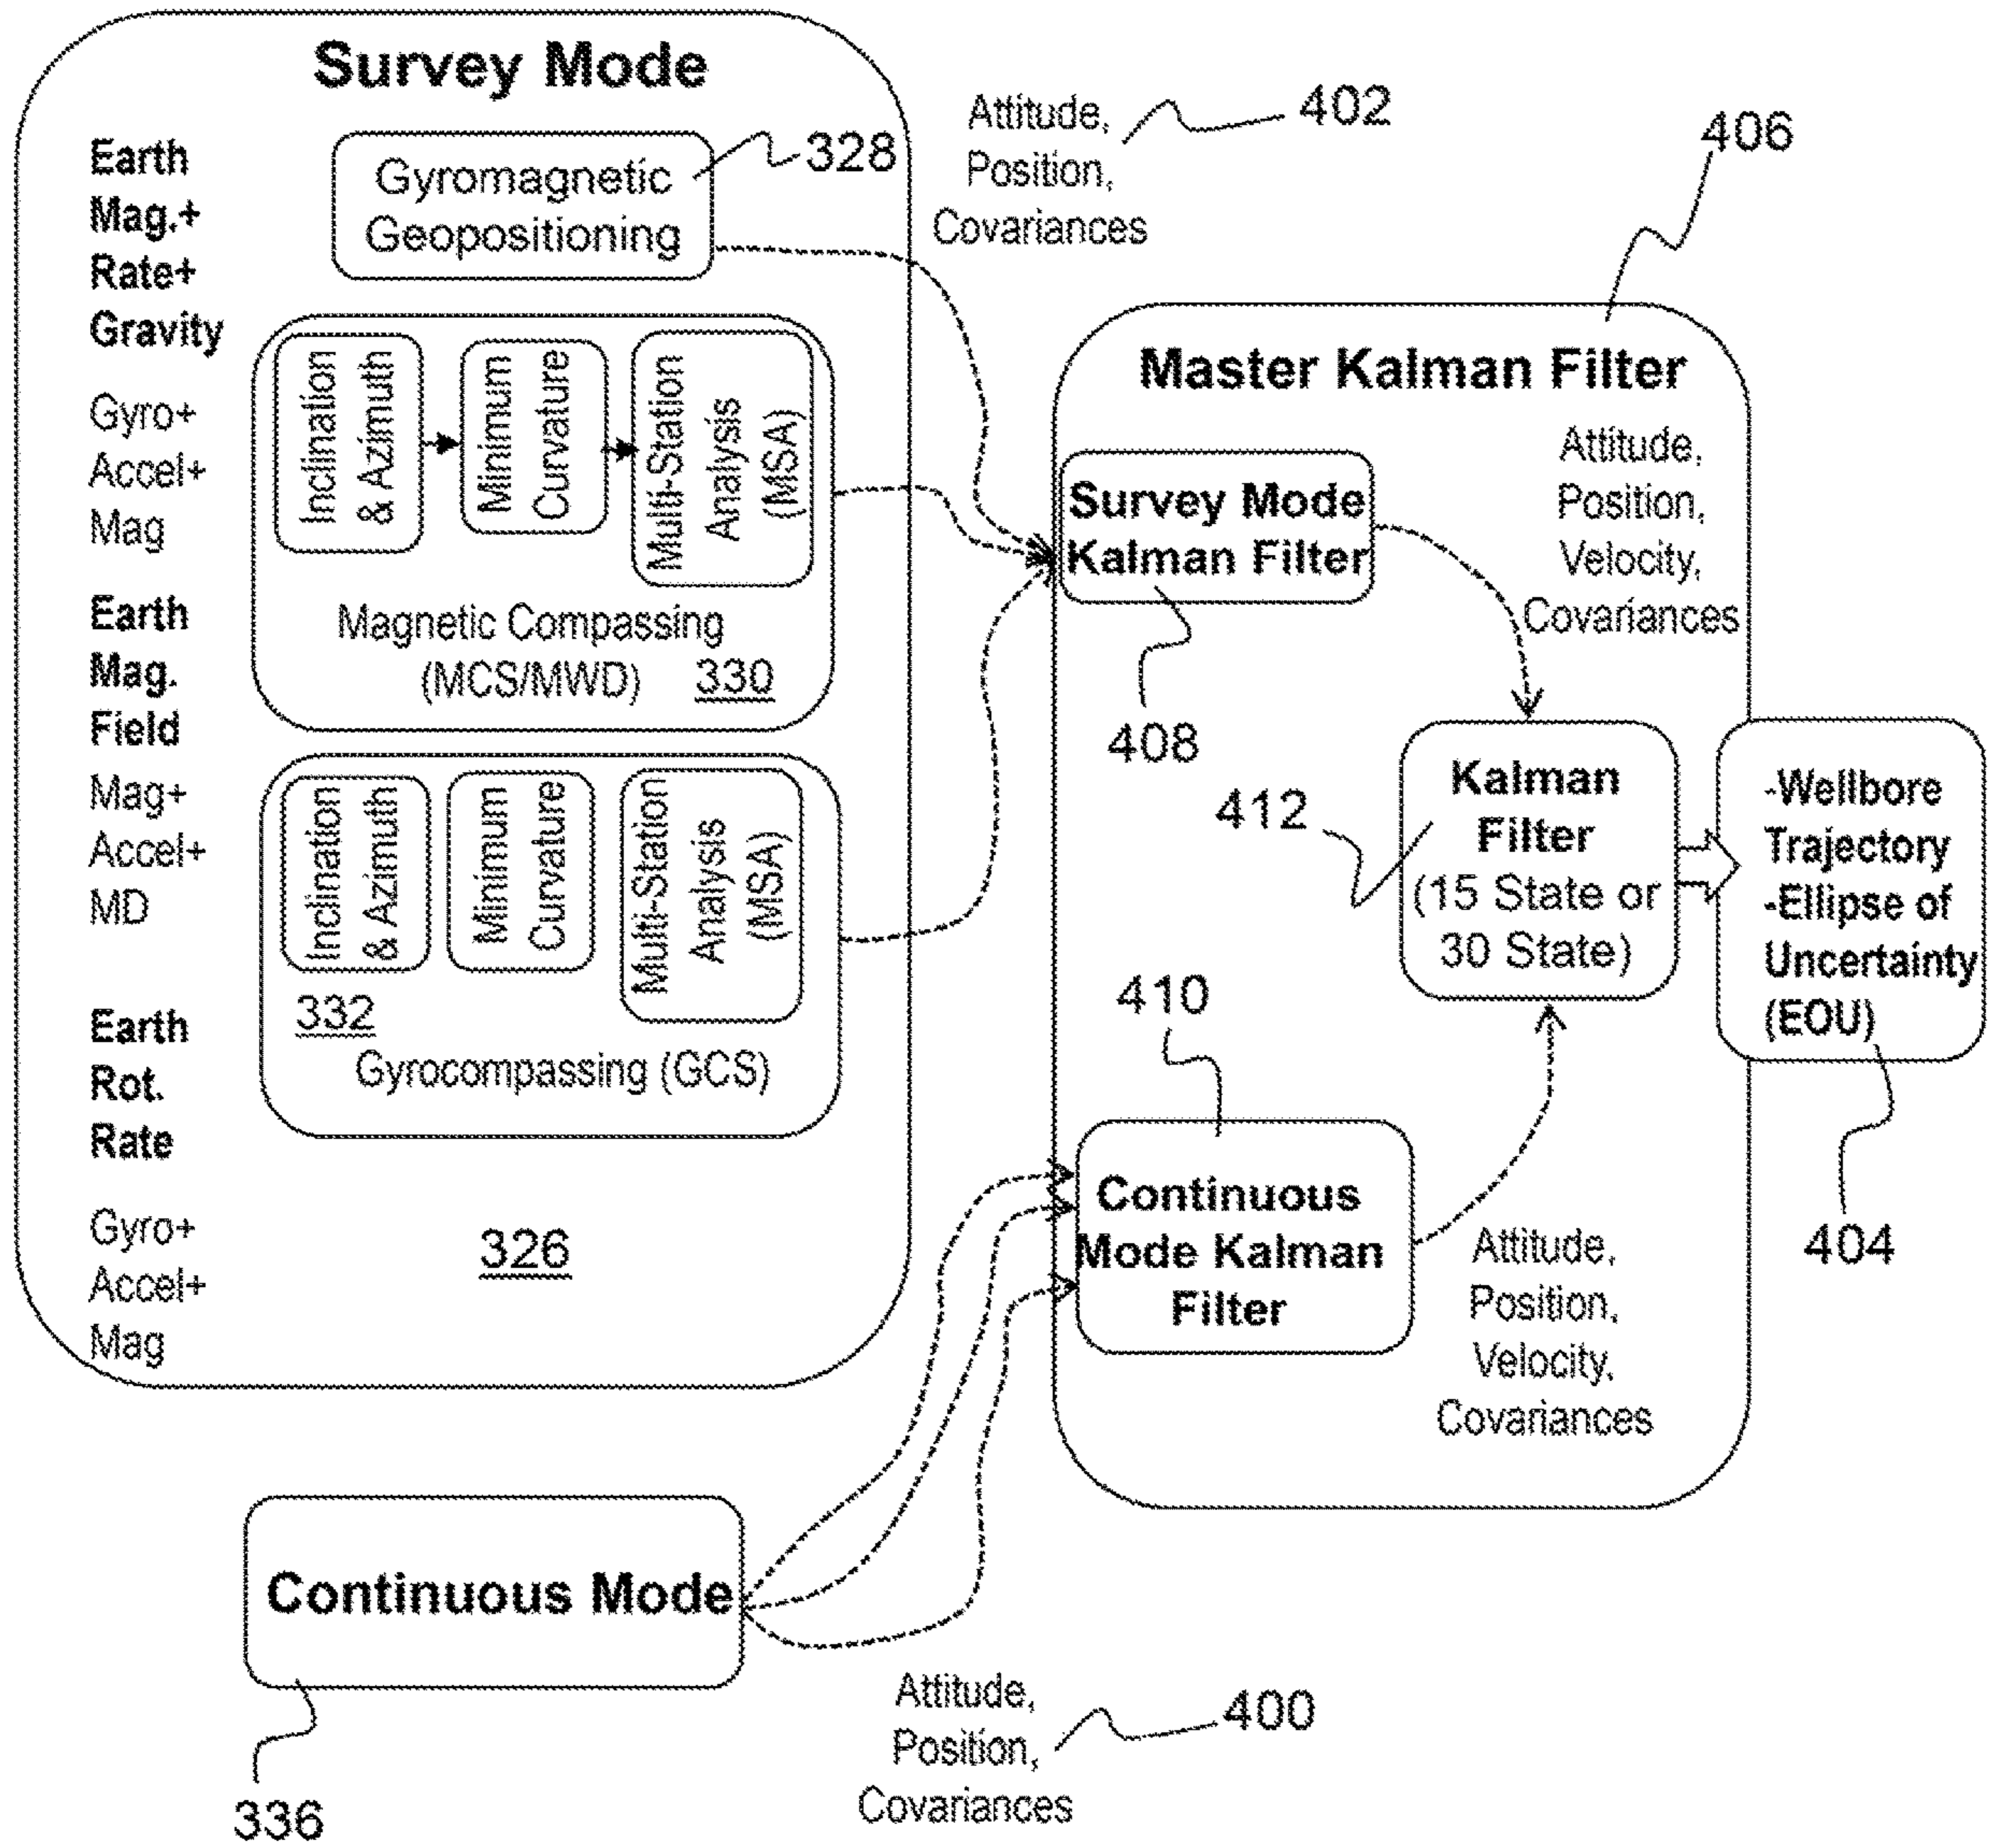 Survey Mode
Earth
Mag.+
Rate+
Gravity
Gyro+
Accel+
Mag
Earth
Mag.
Field
Mag+
Accel+
MD
Earth
Rot.
Rate
Gyro+
Accel+
Mag
Gyromagnetic
Geopositioning
328
Inclination
& Azimuth
Minimum
Curvature
Multi-Station
Analysis
(MSA)
Magnetic Compassing
(MCS/MWD)
330
Inclination
& Azimuth
Minimum
Curvature
Multi-Station
Analysis
(MSA)
332
Gyrocompassing (GCS)
326
Attitude,
Position,
Covariances
402
406
Master Kalman Filter
Survey Mode
Kalman Filter
408
Attitude,
Position,
Velocity,
Covariances
412
Kalman
Filter
(15 State or
30 State)
-Wellbore
Trajectory
-Ellipse of
Uncertainty
(EOU)
404
410
Continuous
Mode Kalman
Filter
Attitude,
Position,
Velocity,
Covariances
Continuous Mode
336
Attitude,
Position,
Covariances
400